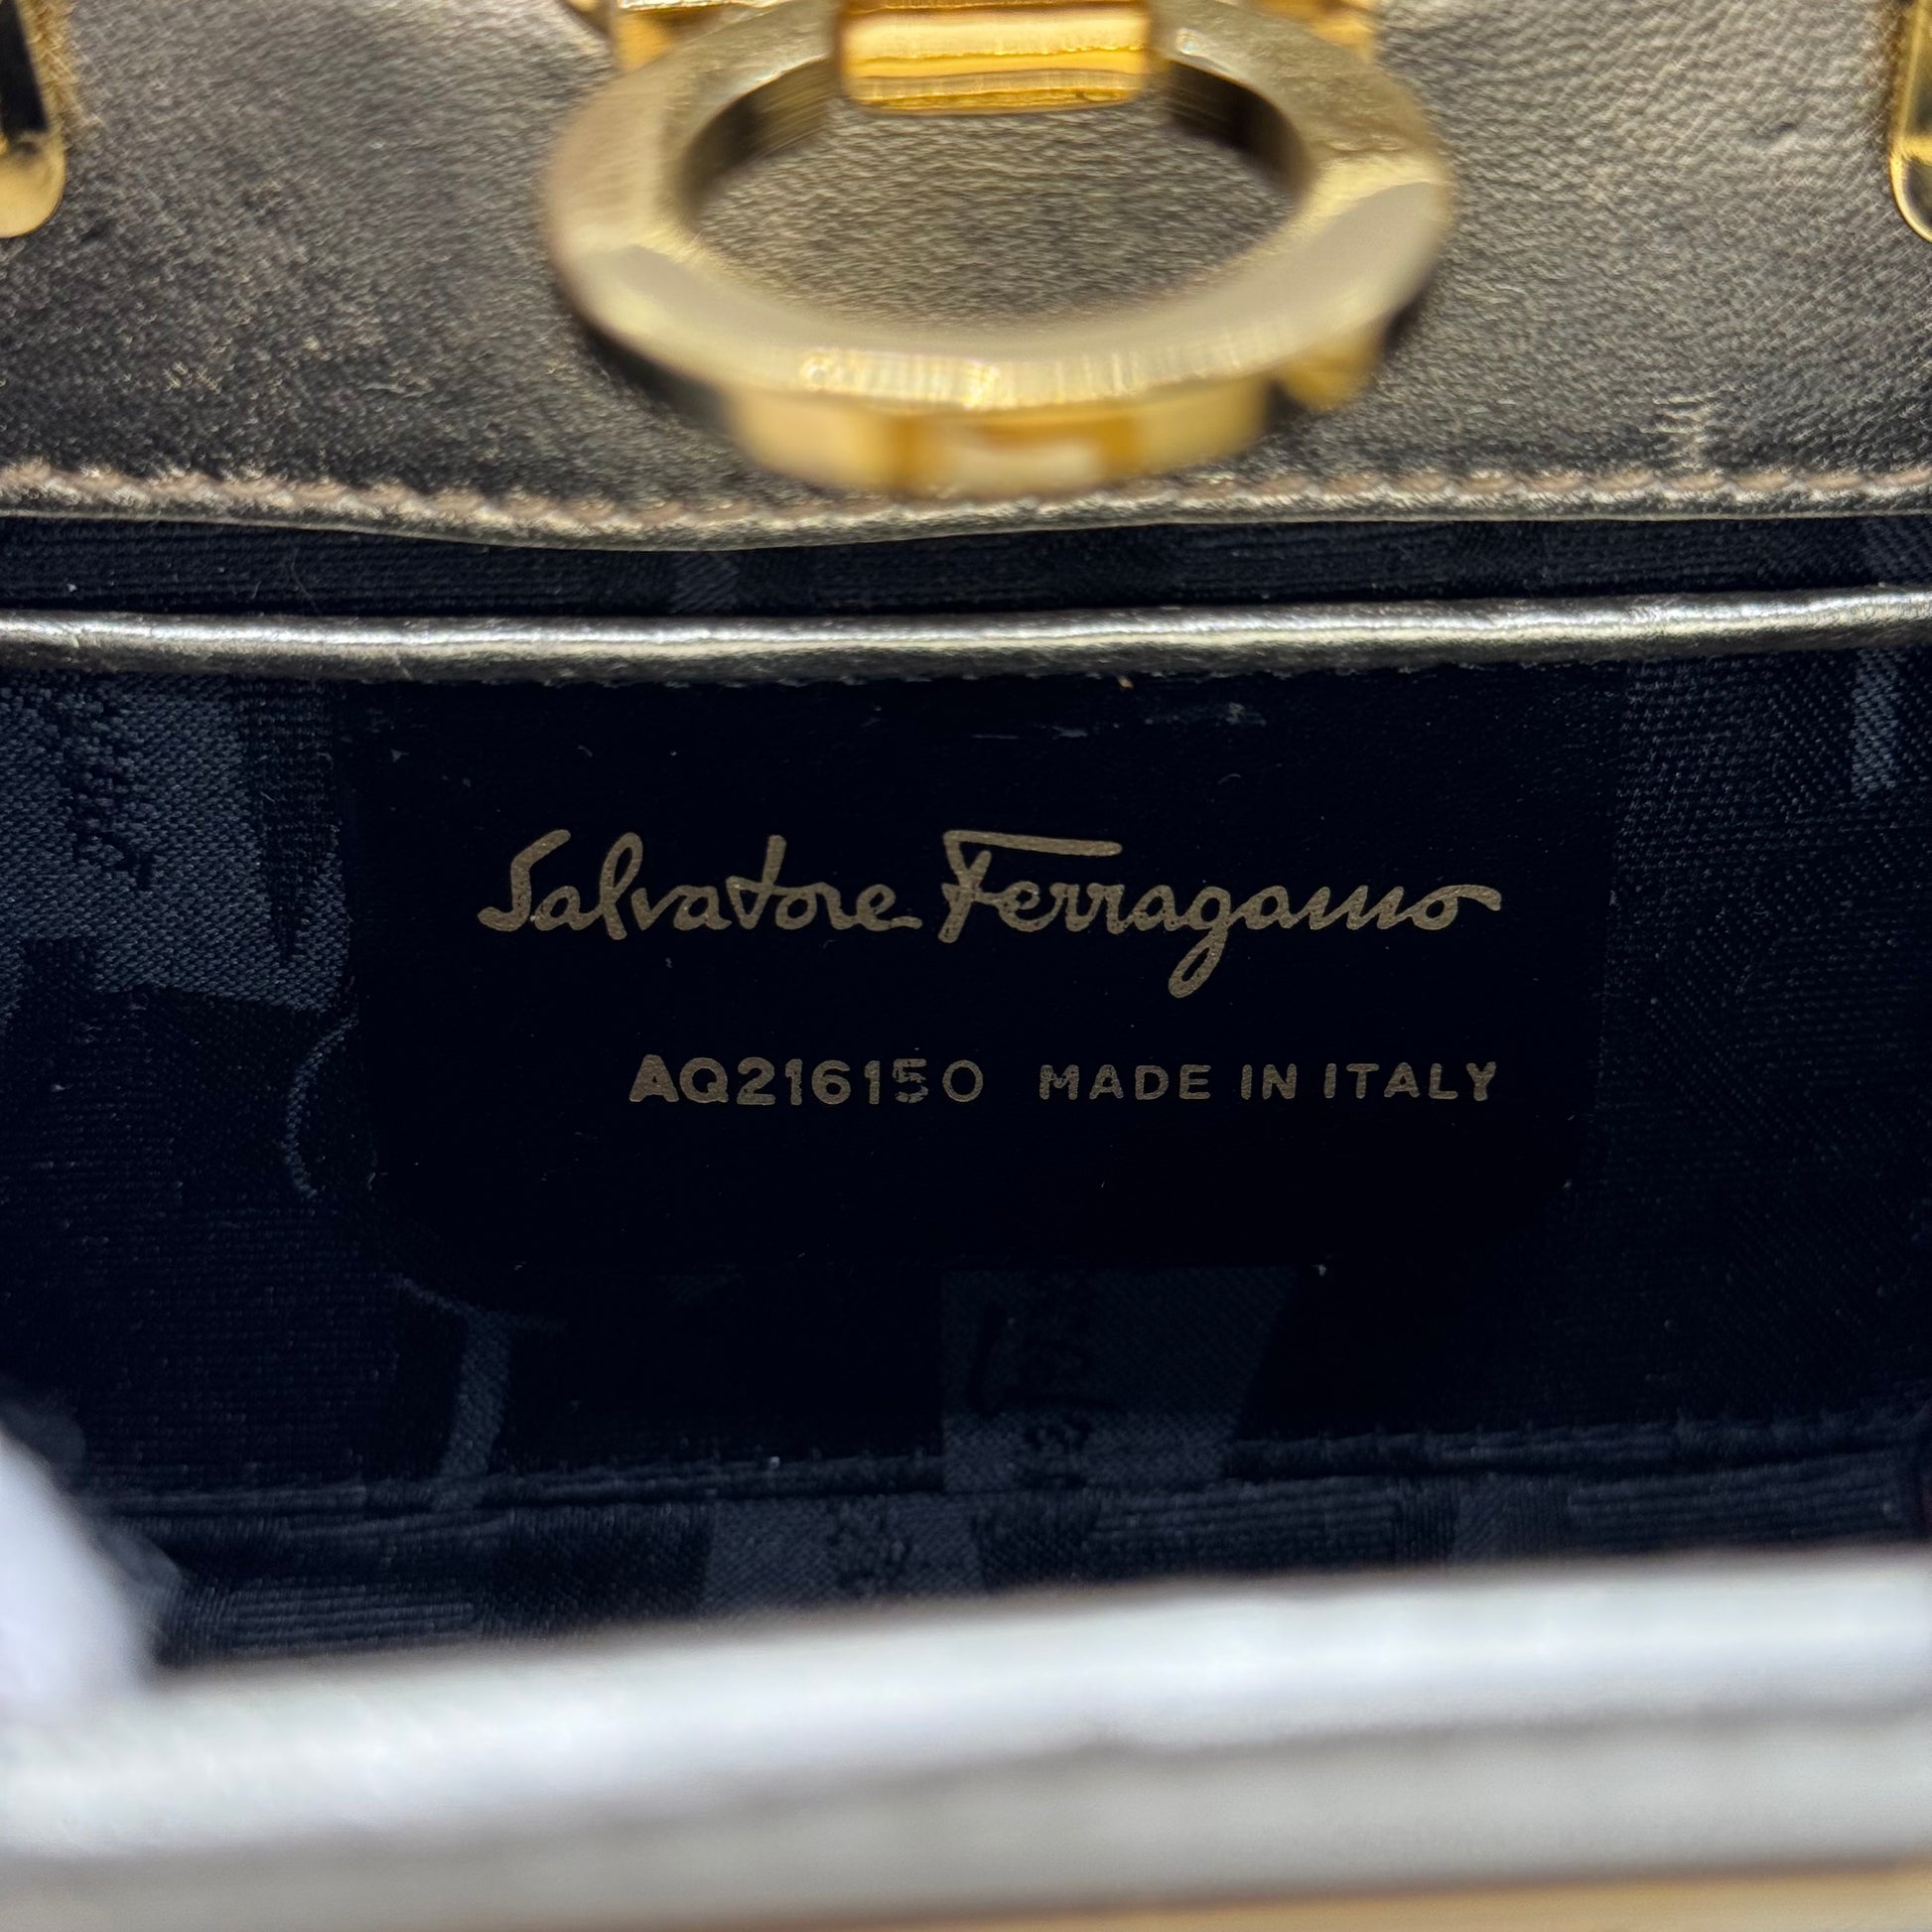 Salvatore Ferragamo
AQ216150 MADE IN ITALY